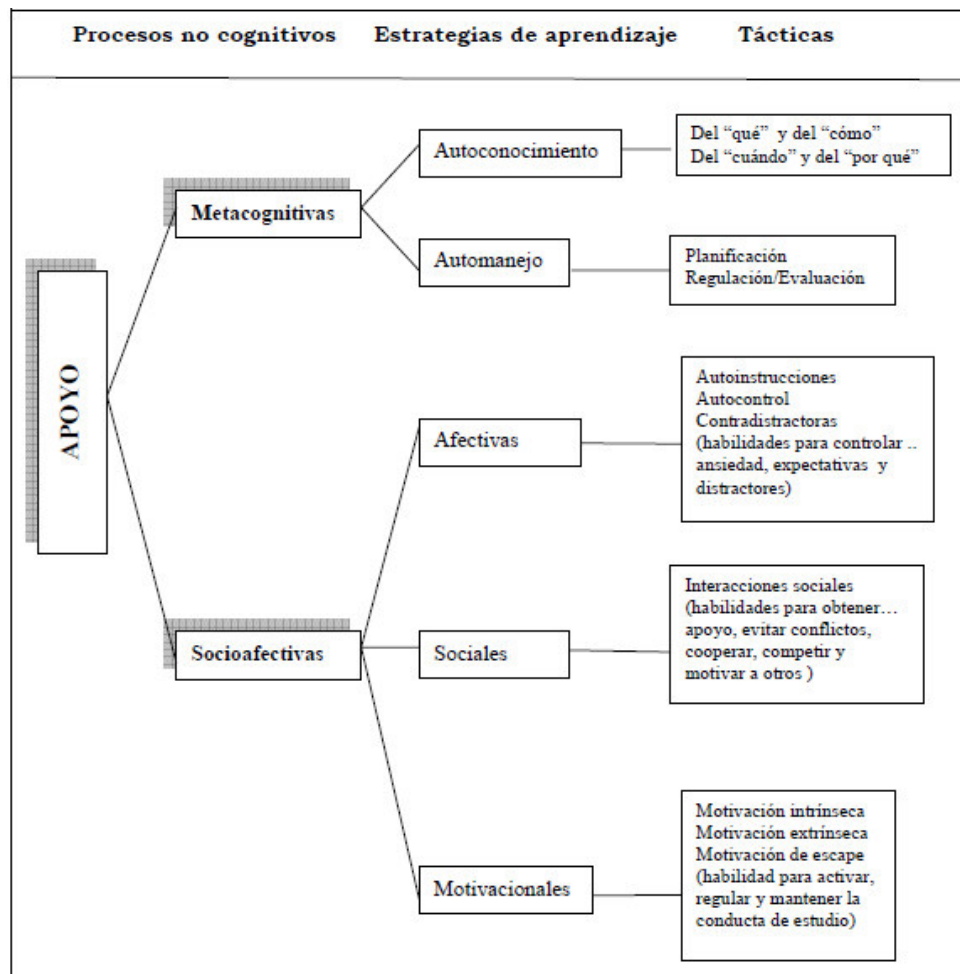 Procesos no cognitivos Estrategias de aprendizaje Tácticas
APOYO
Metacognitivas
Autoconocimiento
Del “qué” y del “cómo”
Del “cuándo” y del “por qué”
Automanejo
Planificación
Regulación/Evaluación
Socioafectivas
Afectivas
Autoinstrucciones
Autocontrol
Contradistractoras
(habilidades para controlar ..
ansiedad, expectativas y
distractores)
Sociales
Interacciones sociales
(habilidades para obtener…
apoyo, evitar conflictos,
cooperar, competir y
motivar a otros )
Motivacionales
Motivación intrínseca
Motivación extrínseca
Motivación de escape
(habilidad para activar,
regular y mantener la
conducta de estudio)